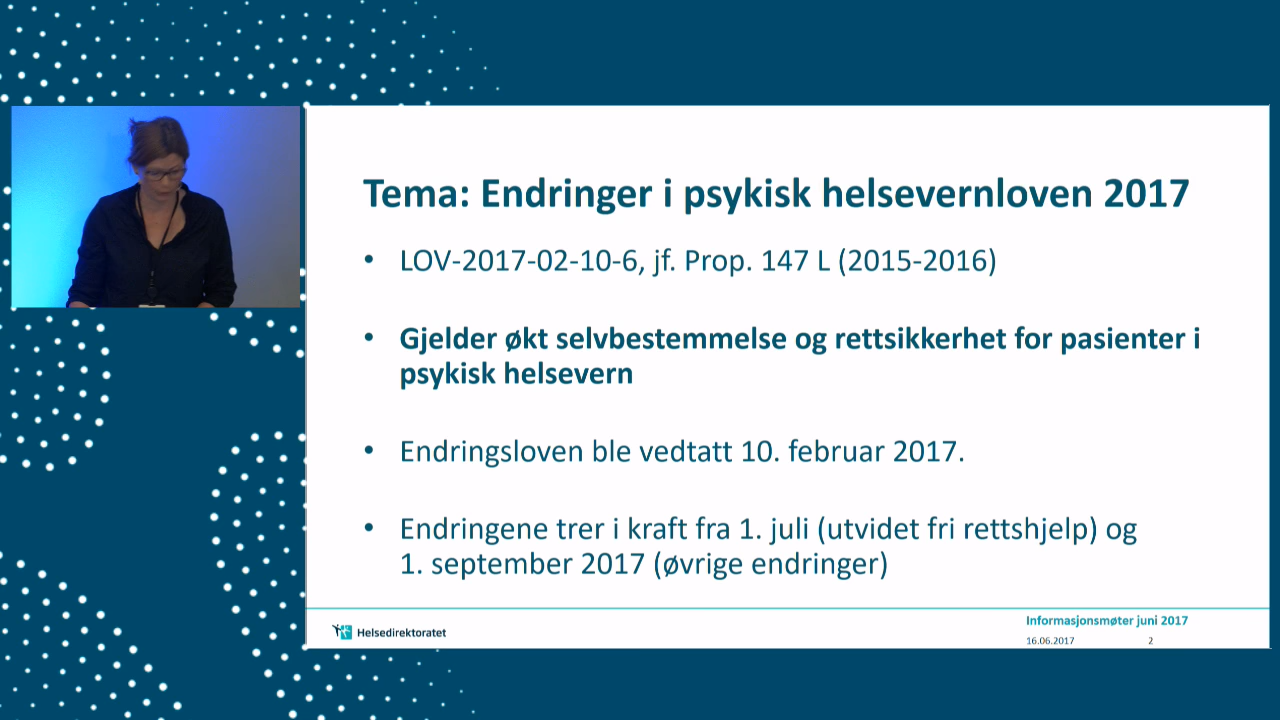 Tema: Endringer i psykisk helsevernloven 2017
• LOV-2017-02-10-6, jf. Prop. 147 L (2015-2016)
• Gjelder økt selvbestemmelse og rettsikkerhet for pasienter i
psykisk helsevern
• Endringsloven ble vedtatt 10. februar 2017.
• Endringene trer i kraft fra 1. juli (utvidet fri rettshjelp) og
1. september 2017 (øvrige endringer)
Helsedirektoratet
Informasjonsmøter juni 2017
16.06.2017 2